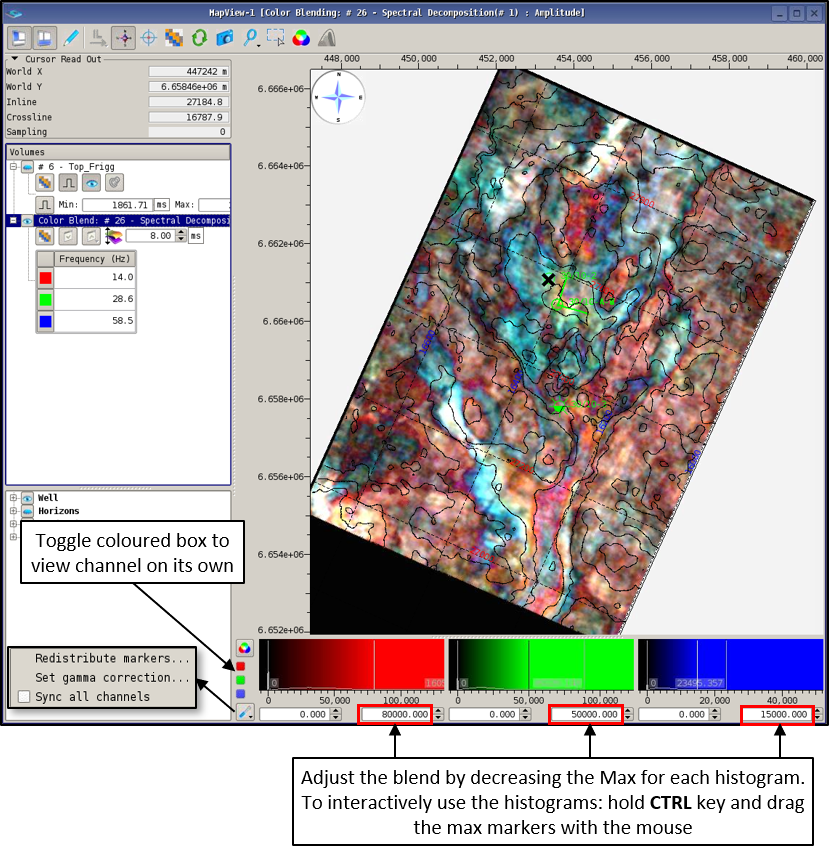 MapView-1 [Color Blending: # 26 - Spectral Decomposition(# 1) : Amplitude]
Cursor Read Out
World X 447242 m
World Y 6.65846e+06 m
Inline 27184.8
Crossline 16787.9
Sampling 0
Volumes
# 6 - Top_Frigg
Min: 1861.71 ms Max:
Color Blend: # 26 - Spectral Decomposi
8.00 ms
Frequency (Hz)
14.0
28.6
58.5
448,000 450,000 452,000 454,000 456,000 458,000 460,000
6.666e+06
6.664e+06
6.662e+06
6.66e+06
6.658e+06
6.656e+06
6.654e+06
6.652e+06
N
W E
S
Well
Horizons
Toggle coloured box to
view channel on its own
Redistribute markers...
Set gamma correction...
Sync all channels
0 0 0 23495.357
0 50,000 100,000 0 50,000 100,000 0 20,000 40,000
0.000 80000.000 0.000 50000.000 0.000 15000.000
Adjust the blend by decreasing the Max for each histogram.
To interactively use the histograms: hold CTRL key and drag
the max markers with the mouse